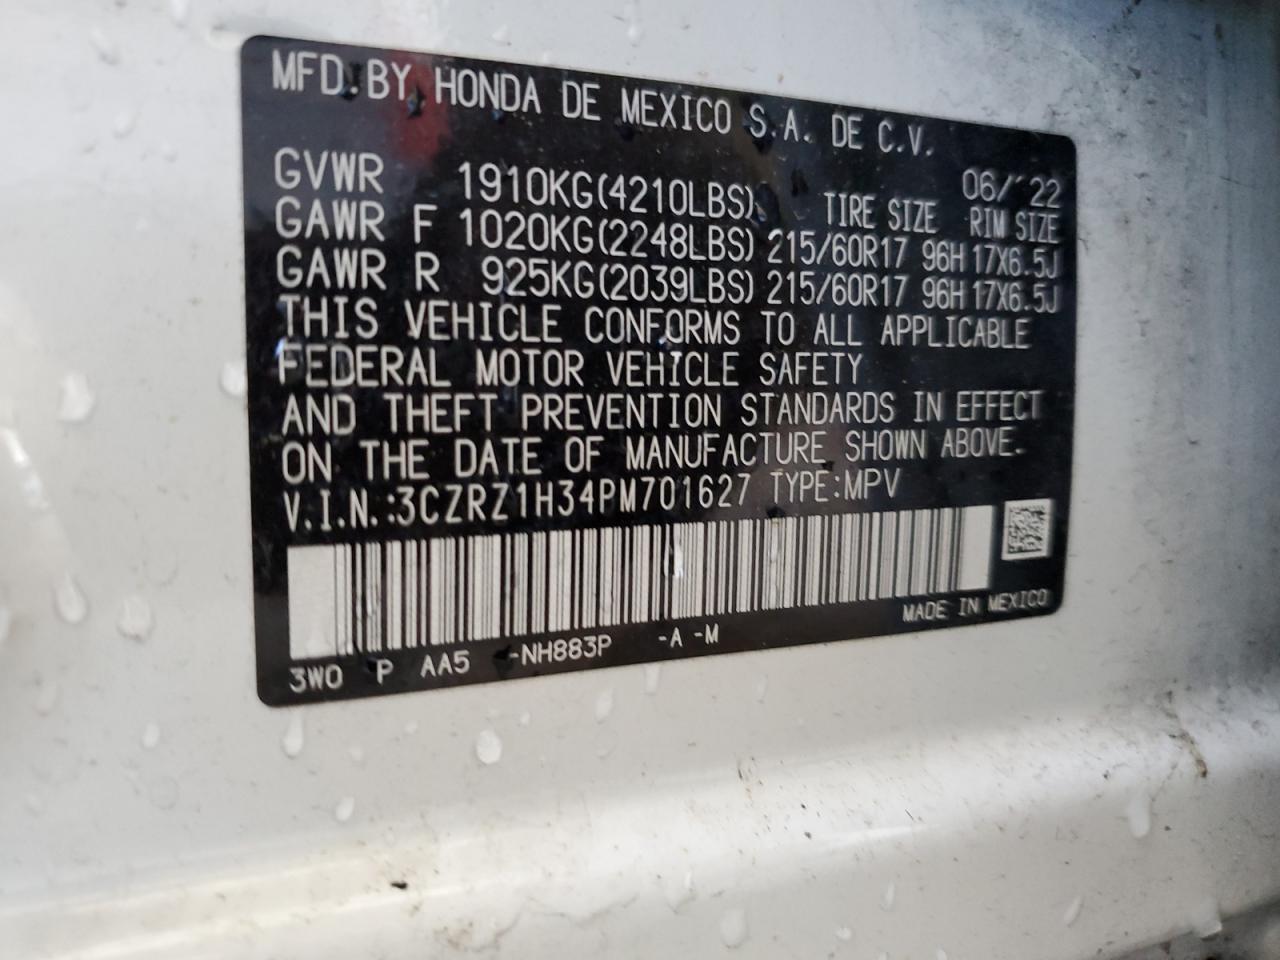 MFD.BY HONDA DE MEXICO S.A. DE C.V.
06/ 22
GVWR 1910KG(4210LBS) TIRE SIZE RIM SIZE
GAWR F 1020KG(2248LBS) 215/60R17 96H 17X6.5J
GAWR R 925KG(2039LBS) 215/60R17 96H 17X6.5J
THIS VEHICLE CONFORMS TO ALL APPLICABLE
FEDERAL MOTOR VEHICLE SAFETY
AND THEFT PREVENTION STANDARDS IN EFFECT
ON THE DATE OF MANUFACTURE SHOWN ABOVE.
V.I.N.:3CZRZ1H34PM701627 TYPE:MPV
MADE IN MEXICO
3W0 P AA5 -NH883P -A -M